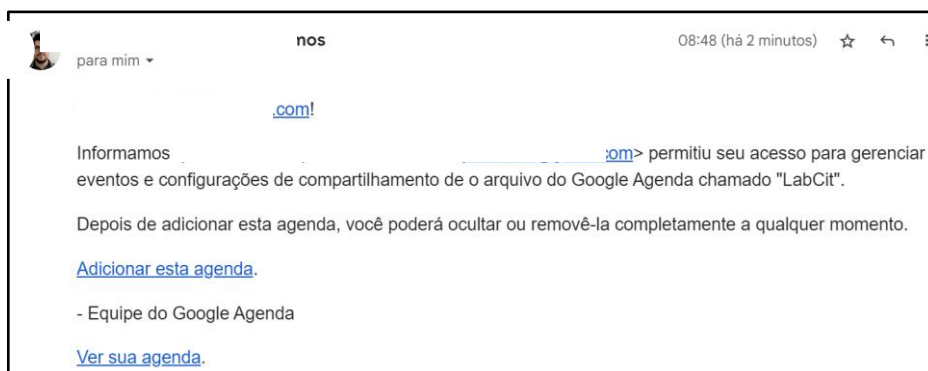 nos
08:48 (há 2 minutos)
para mim
.com!
Informamos com> permitiu seu acesso para gerenciar
eventos e configurações de compartilhamento de o arquivo do Google Agenda chamado "LabCit".
Depois de adicionar esta agenda, você poderá ocultar ou removê-la completamente a qualquer momento.
Adicionar esta agenda.
- Equipe do Google Agenda
Ver sua agenda.